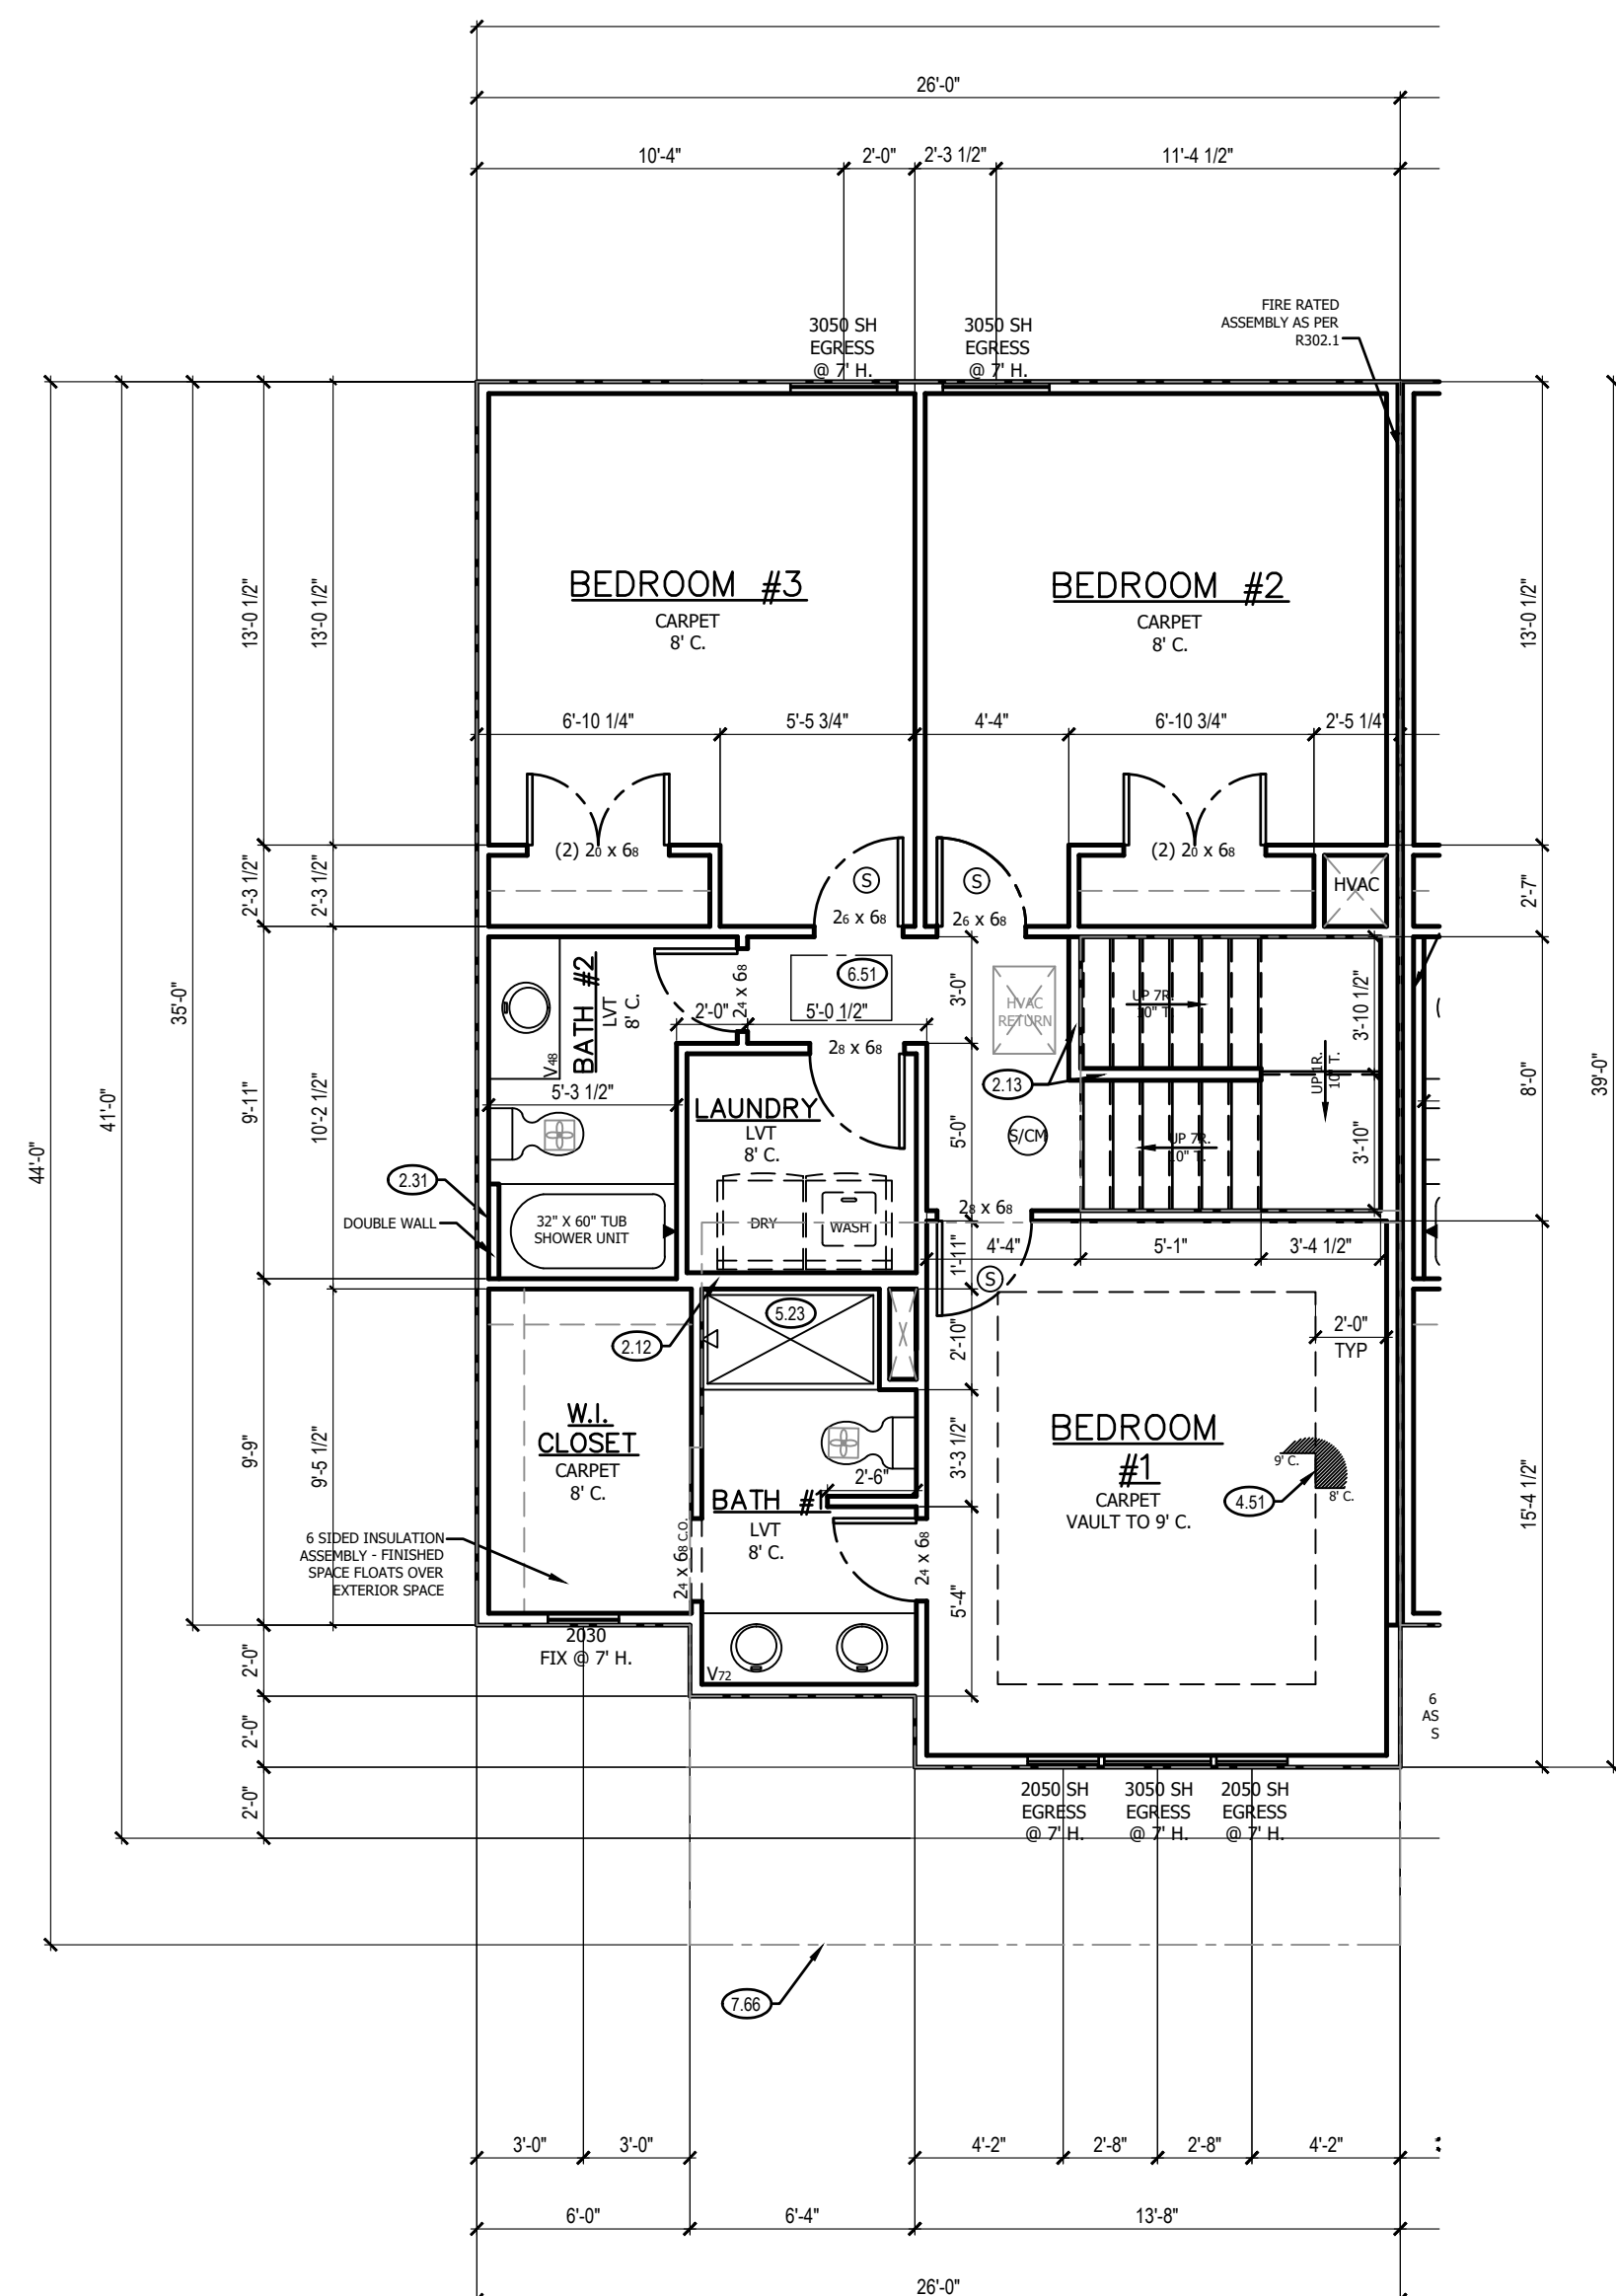 26'-0"
10'-4"
2'-0"
2'-3 1/2"
11'-4 1/2"
FIRE RATED
ASSEMBLY AS PER
R302.1
3050 SH
EGRESS
@ 7' H.
3050 SH
EGRESS
@ 7' H.
13'-0 1/2"
13'-0 1/2"
BEDROOM #3
CARPET
8' C.
BEDROOM #2
CARPET
8' C.
13'-0 1/2"
6'-10 1/4"
5'-5 3/4"
4'-4"
6'-10 3/4"
2'-5 1/4"
(2) 20 x 68
S
S
(2) 20 x 68
HVAC
26 x 68
26 x 68
2'-3 1/2"
2'-3 1/2"
2'-7"
35'-0"
41'-0"
44'-0"
39'-0"
BATH #2
LVT
8' C.
V48
24 x 68
6.51
2'-0"
5'-0 1/2"
3'-0"
28 x 68
HVAC
RETURN
UP 7R.
10" T.
3'-10 1/2"
UP 1R.
10" T.
8'-0"
9'-11"
10'-2 1/2"
5'-3 1/2"
LAUNDRY
LVT
8' C.
2.13
5'-0"
S/CM
UP 7R.
10" T.
3'-10"
2.31
DOUBLE WALL
32" X 60" TUB
SHOWER UNIT
DRY
WASH
28 x 68
1'-11"
4'-4"
5'-1"
3'-4 1/2"
S
2.12
5.23
2'-10"
2'-0"
TYP
W.I.
CLOSET
CARPET
8' C.
9'-9"
9'-5 1/2"
3'-3 1/2"
2'-6"
BATH #1
LVT
8' C.
BEDROOM
#1
CARPET
VAULT TO 9' C.
9' C.
4.51
8' C.
15'-4 1/2"
6 SIDED INSULATION
ASSEMBLY - FINISHED
SPACE FLOATS OVER
EXTERIOR SPACE
24 x 68 C.O.
24 x 68
5'-4"
2030
FIX @ 7' H.
V72
2'-0"
2'-0"
2'-0"
6
AS
S
2050 SH
EGRESS
@ 7' H.
3050 SH
EGRESS
@ 7' H.
2050 SH
EGRESS
@ 7' H.
7.66
3'-0"
3'-0"
4'-2"
2'-8"
2'-8"
4'-2"
6'-0"
6'-4"
13'-8"
26'-0"